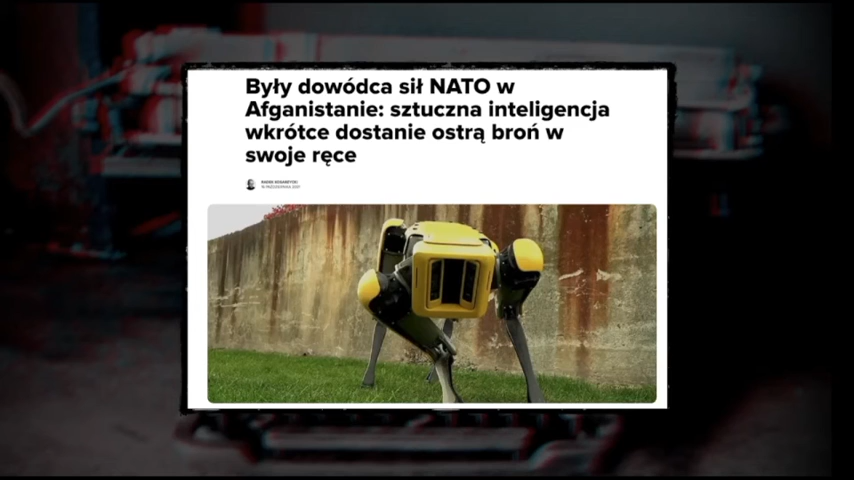 Były dowódca sił NATO w
Afganistanie: sztuczna inteligencja
wkrótce dostanie ostrą broń w
swoje ręce